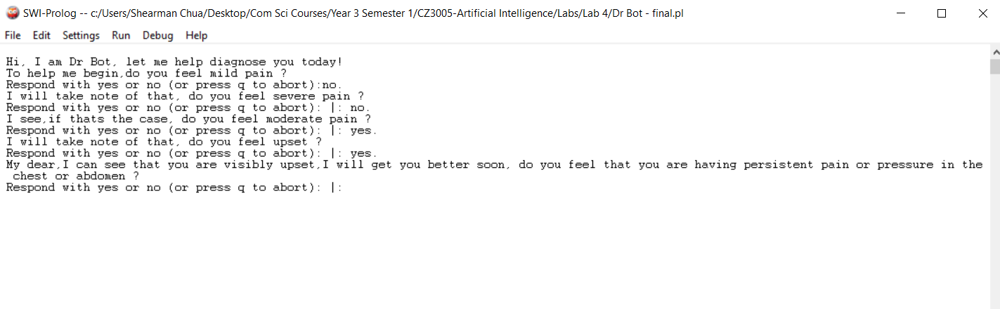 SWI-Prolog -- c:/Users/Shearman Chua/Desktop/Com Sci Courses/Year 3 Semester 1/CZ3005-Artificial Intelligence/Labs/Lab 4/Dr Bot - final.pl
File Edit Settings Run Debug Help
Hi, I am Dr Bot, let me help diagnose you today!
To help me begin,do you feel mild pain ?
Respond with yes or no (or press q to abort):no.
I will take note of that, do you feel severe pain ?
Respond with yes or no (or press q to abort): |: no.
I see,if thats the case, do you feel moderate pain ?
Respond with yes or no (or press q to abort): |: yes.
I will take note of that, do you feel upset ?
Respond with yes or no (or press q to abort): |: yes.
My dear,I can see that you are visibly upset,I will get you better soon, do you feel that you are having persistent pain or pressure in the
chest or abdomen ?
Respond with yes or no (or press q to abort): |: